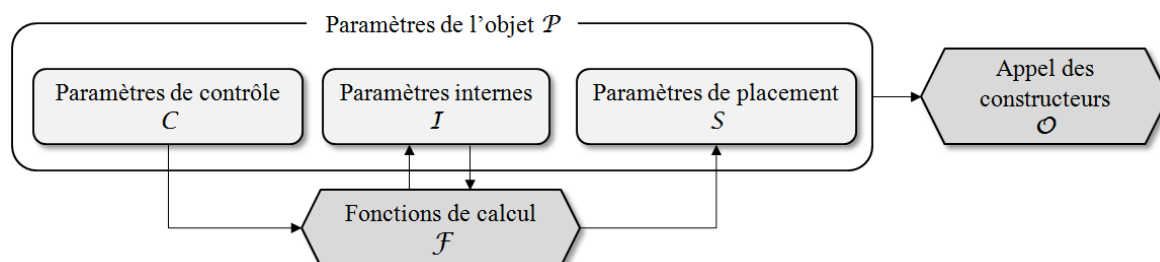 Paramètres de l’objet 𝒫
Paramètres de contrôle
C
Paramètres internes
I
Paramètres de placement
S
Appel des
constructeurs
𝒪
Fonctions de calcul
ℱ